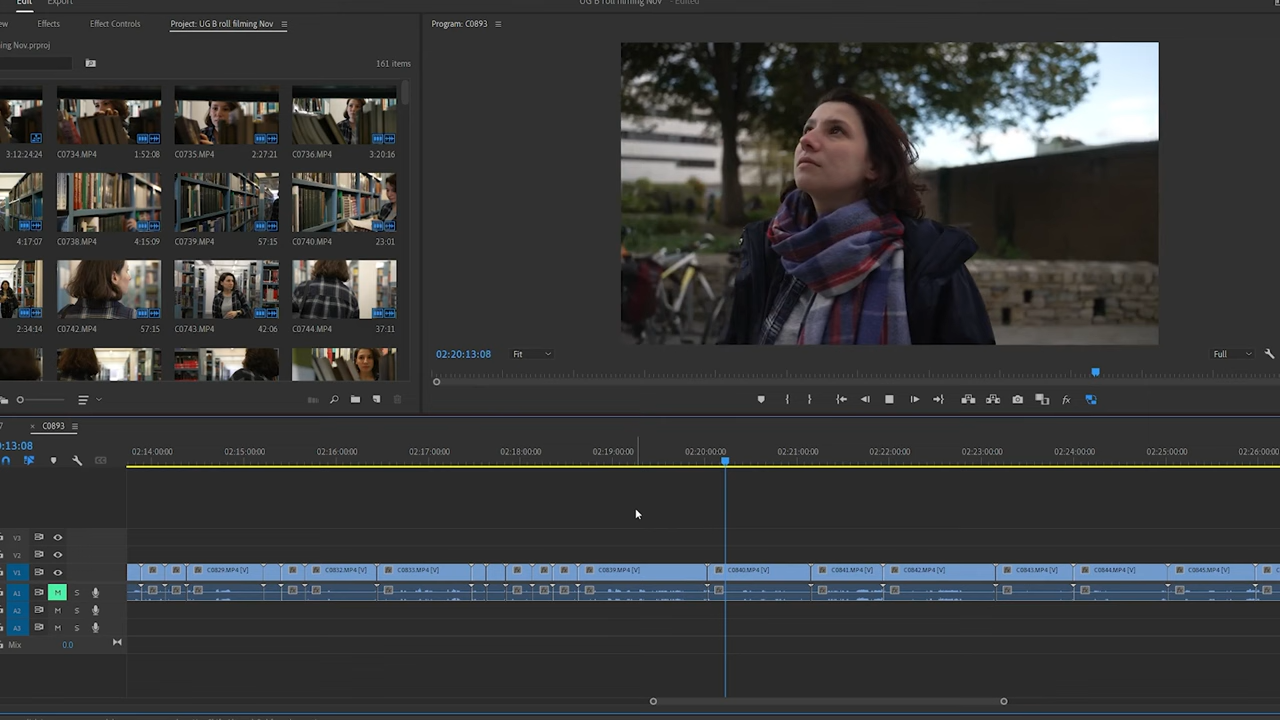 Edit Export
UG B roll filming Nov - Edited
Effects Effect Controls Project: UG B roll filming Nov
Program: C0893
ing Nov.prproj
161 items
3:12:24:24 C0734.MP4 1:52:08 C0735.MP4 2:27:21 C0736.MP4 3:20:16
4:17:07 C0738.MP4 4:15:09 C0739.MP4 57:15 C0740.MP4 23:01
2:34:14 C0742.MP4 57:15 C0743.MP4 42:06 C0744.MP4 37:11
02:20:13:08 Fit Full
fx
C0893
0:13:08
02:14:00:00 02:15:00:00 02:16:00:00 02:17:00:00 02:18:00:00 02:19:00:00 02:20:00:00 02:21:00:00 02:22:00:00 02:23:00:00 02:24:00:00 02:25:00:00 02:26:00:00
V3
V2
V1 C0829.MP4 [V] C0832.MP4 [V] C0833.MP4 [V] C0839.MP4 [V] C0840.MP4 [V] C0841.MP4 [V] C0842.MP4 [V] C0843.MP4 [V] C0844.MP4 [V] C0845.MP4 [V]
A1 M S
A2 M S
A3 M S
Mix 0.0